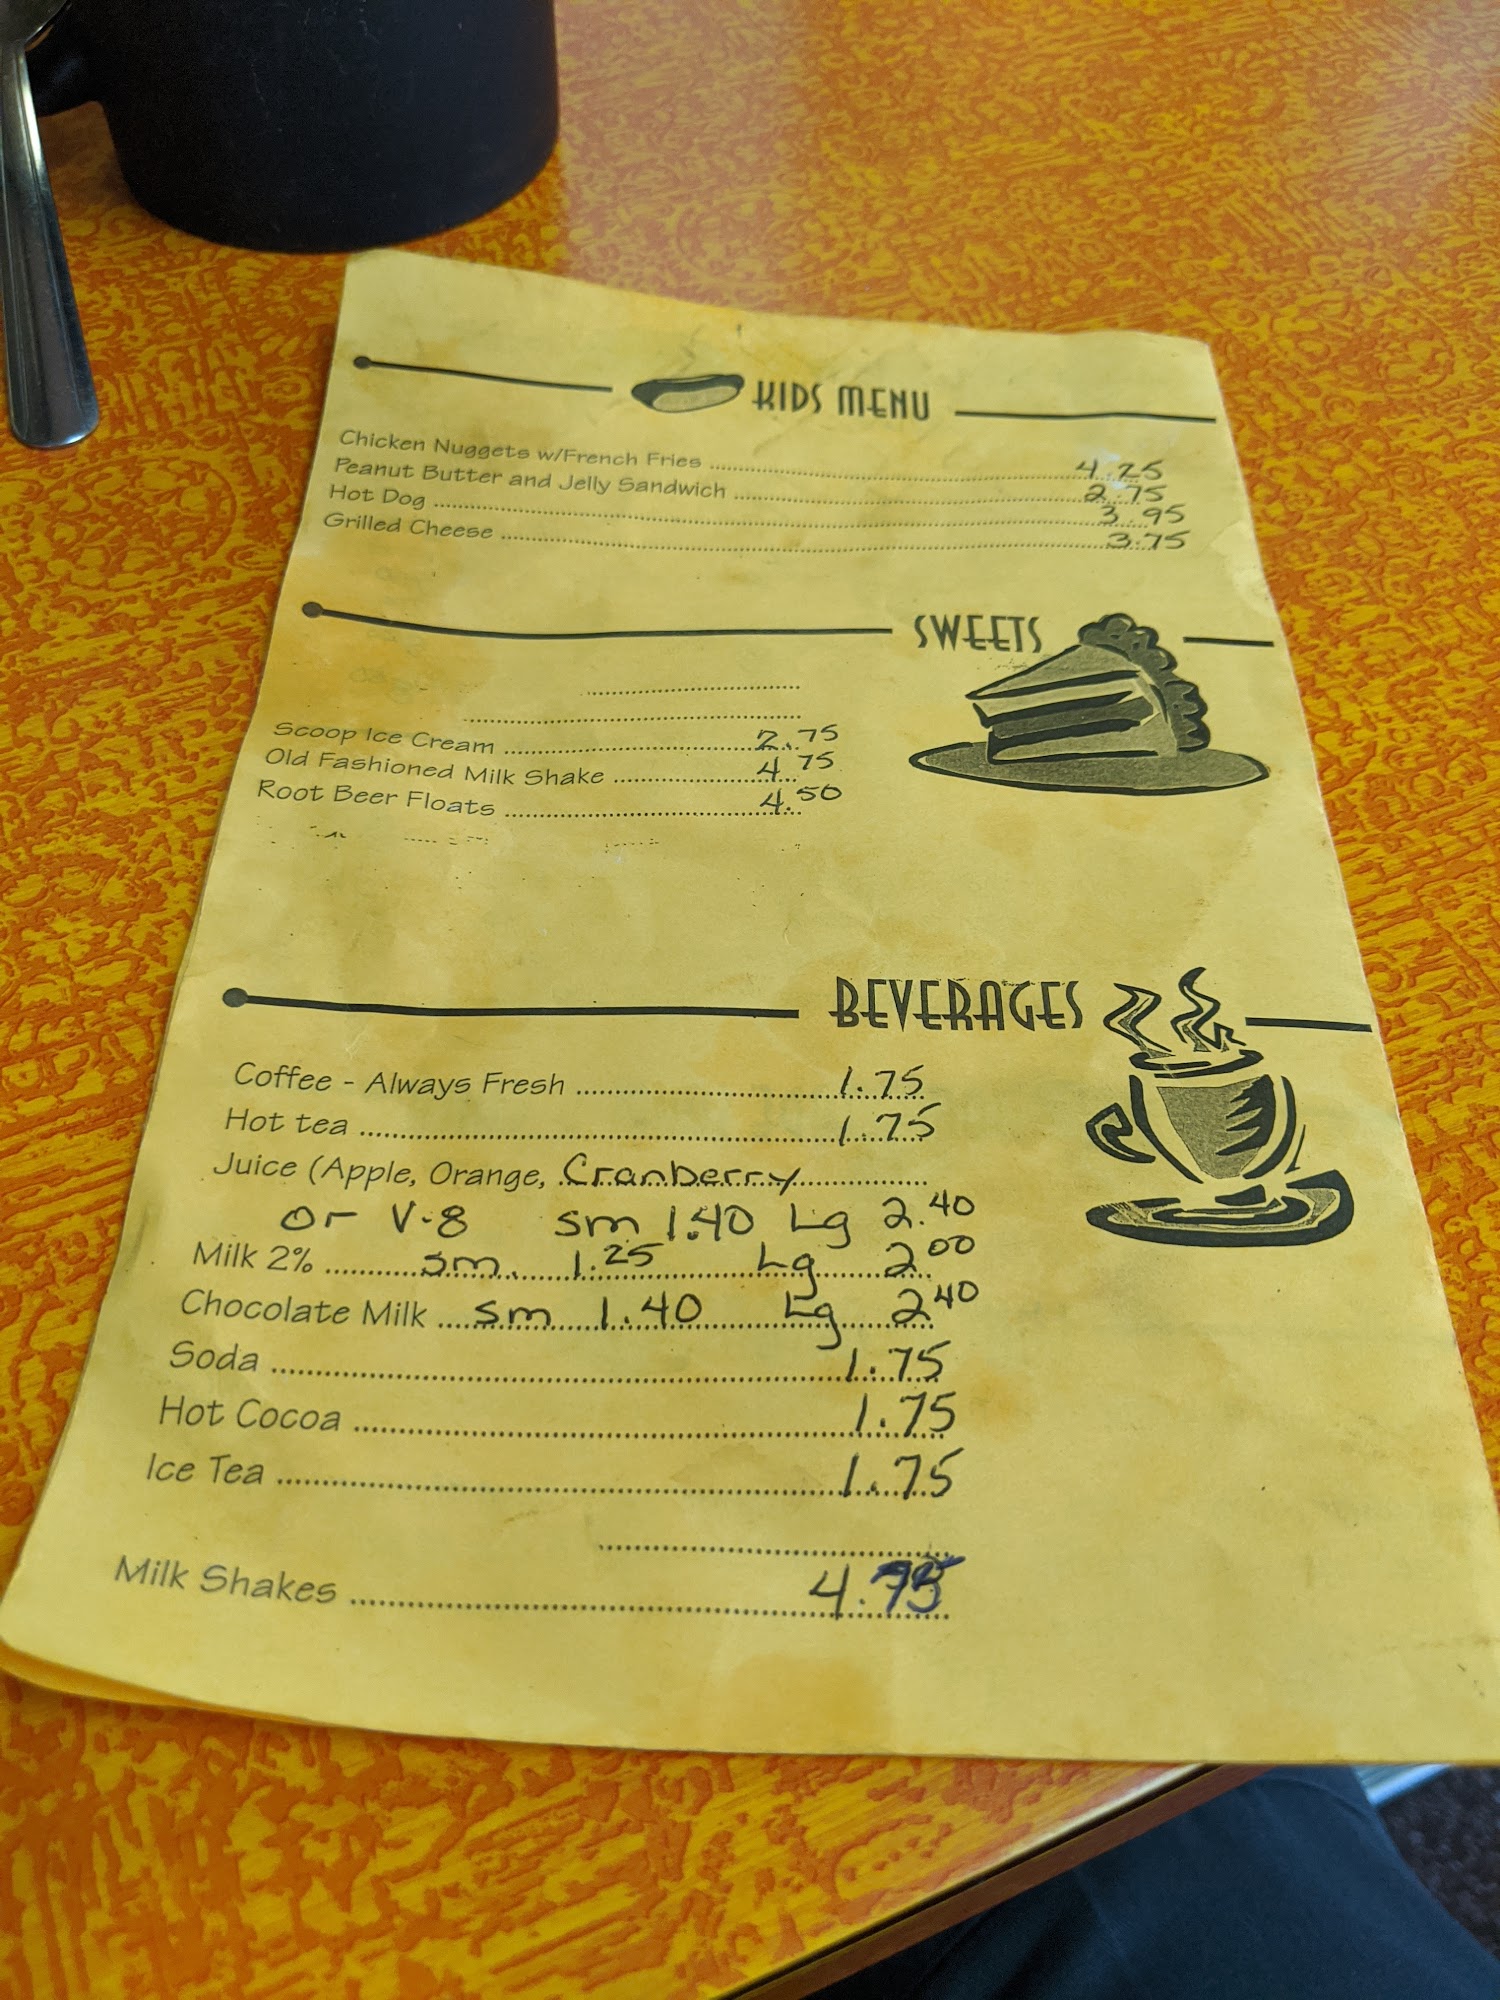 KIDS MENU
Chicken Nuggets w/French Fries ........ 4.25
Peanut Butter and Jelly Sandwich ........ 2.75
Hot Dog ........ 3.95
Grilled Cheese ........ 3.75
SWEETS
Scoop Ice Cream ........ 2.75
Old Fashioned Milk Shake ........ 4.75
Root Beer Floats ........ 4.50
BEVERAGES
Coffee - Always Fresh ........ 1.75
Hot tea ........ 1.75
Juice (Apple, Orange, Cranberry
or V-8 sm 1.40 Lg 2.40
Milk 2% ........ sm. 1.25 Lg 2.00
Chocolate Milk ... sm 1.40 Lg 2 40
Soda ........ 1.75
Hot Cocoa ........ 1.75
Ice Tea ........ 1.75
Milk Shakes ........ 4.75